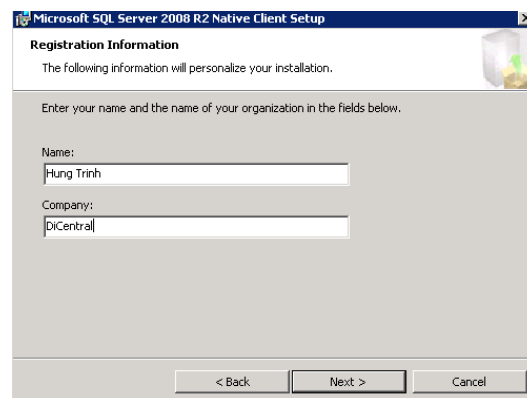 Microsoft SQL Server 2008 R2 Native Client Setup
Registration Information
The following information will personalize your installation.
Enter your name and the name of your organization in the fields below.
Name:
Hung Trinh
Company:
DiCentral
< Back
Next >
Cancel